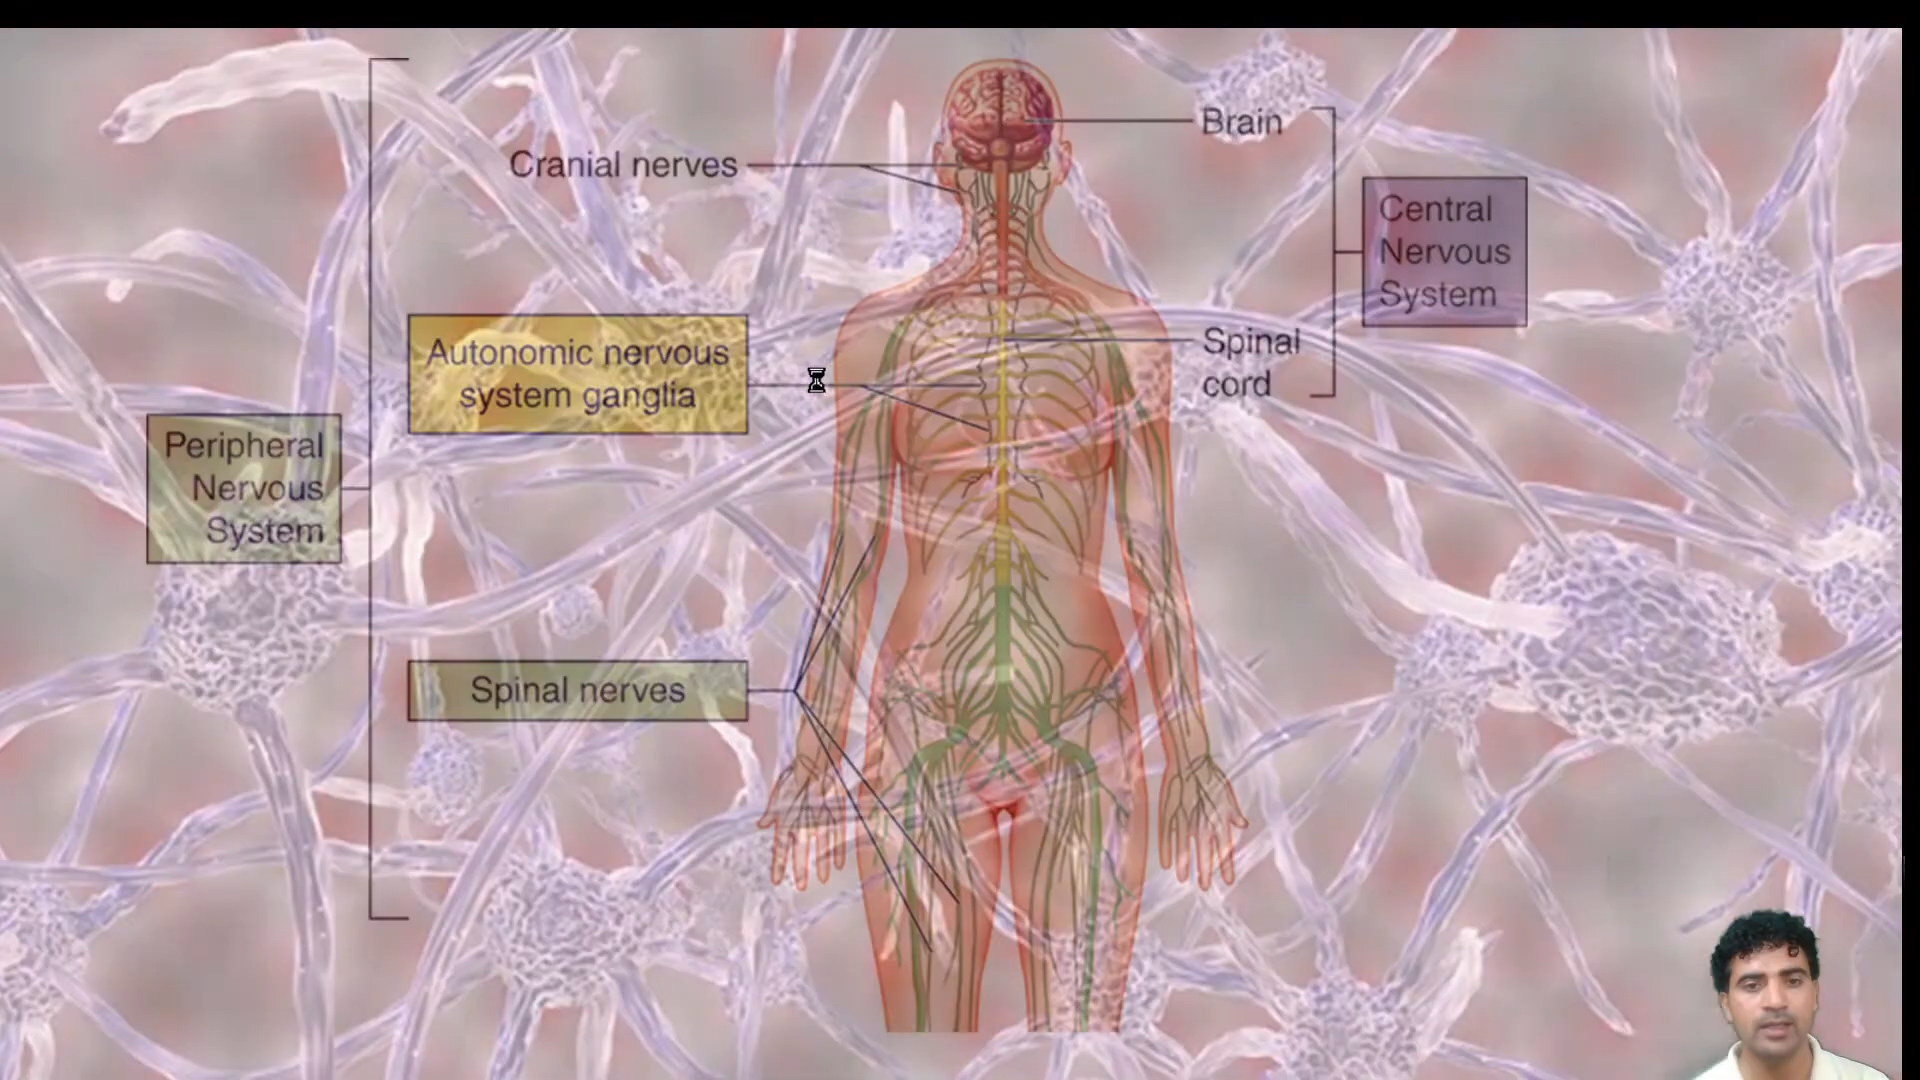 Brain
Cranial nerves
Central
Nervous
System
Autonomic nervous
system ganglia
Spinal
cord
Peripheral
Nervous
System
Spinal nerves